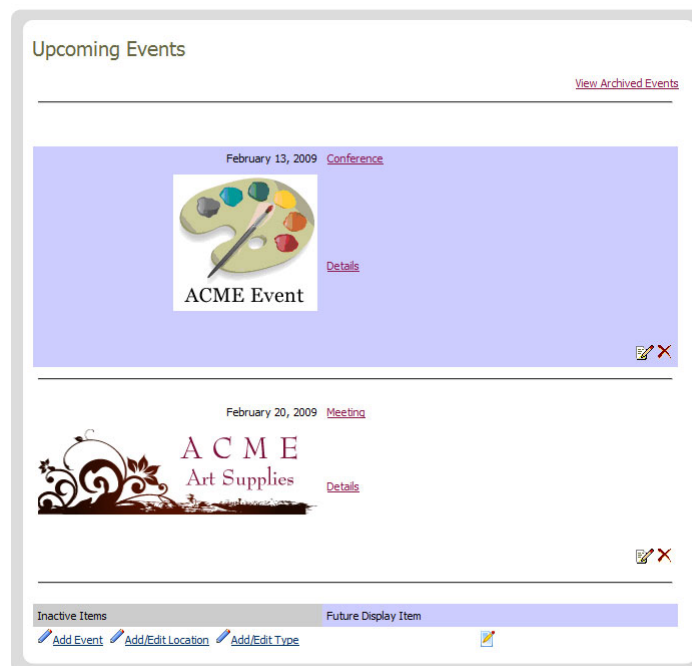 Upcoming Events
View Archived Events
February 13, 2009 Conference
ACME Event
Details
February 20, 2009 Meeting
ACME
Art Supplies
Details
Inactive Items Future Display Item
Add Event Add/Edit Location Add/Edit Type